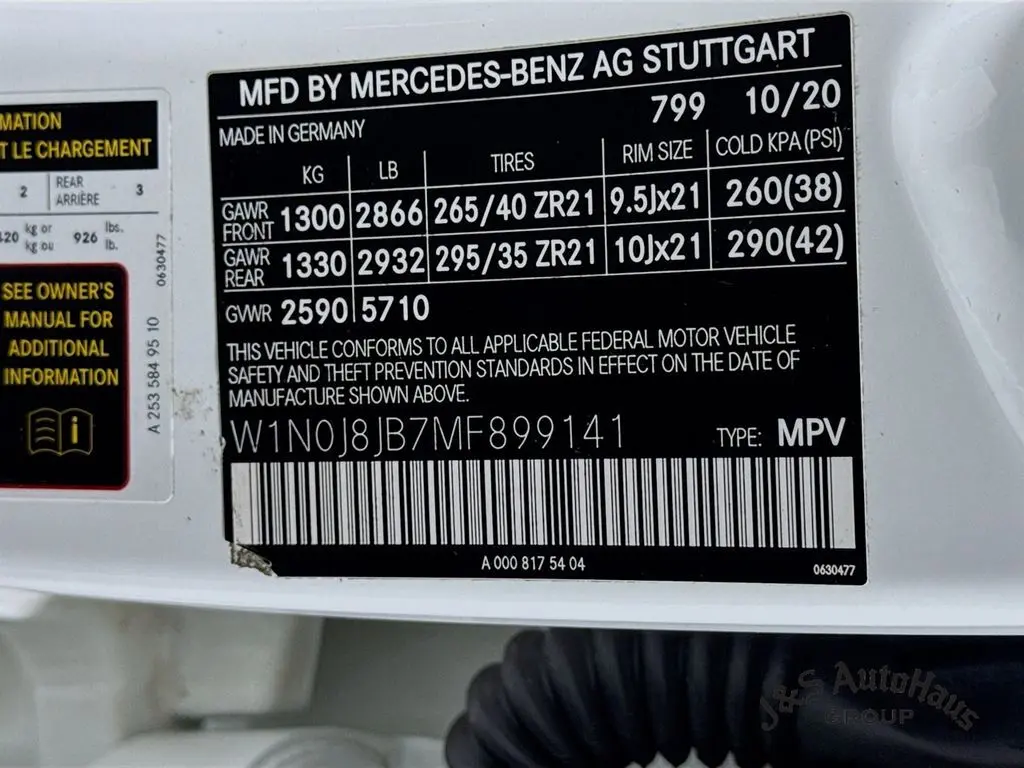 MATION
T LE CHARGEMENT
2 REAR ARRIÈRE 3
420 kg or kg ou 926 lbs. lb.
0630477
SEE OWNER'S
MANUAL FOR
ADDITIONAL
INFORMATION
i
A 253 584 95 10
MFD BY MERCEDES-BENZ AG STUTTGART
799 10/20
MADE IN GERMANY
KG LB TIRES RIM SIZE COLD KPA (PSI)
GAWR FRONT 1300 2866 265/40 ZR21 9.5Jx21 260(38)
GAWR REAR 1330 2932 295/35 ZR21 10Jx21 290(42)
GVWR 2590 5710
THIS VEHICLE CONFORMS TO ALL APPLICABLE FEDERAL MOTOR VEHICLE
SAFETY AND THEFT PREVENTION STANDARDS IN EFFECT ON THE DATE OF
MANUFACTURE SHOWN ABOVE.
W1N0J8JB7MF899141 TYPE: MPV
A 000 817 54 04
0630477
J&S AutoHaus
GROUP